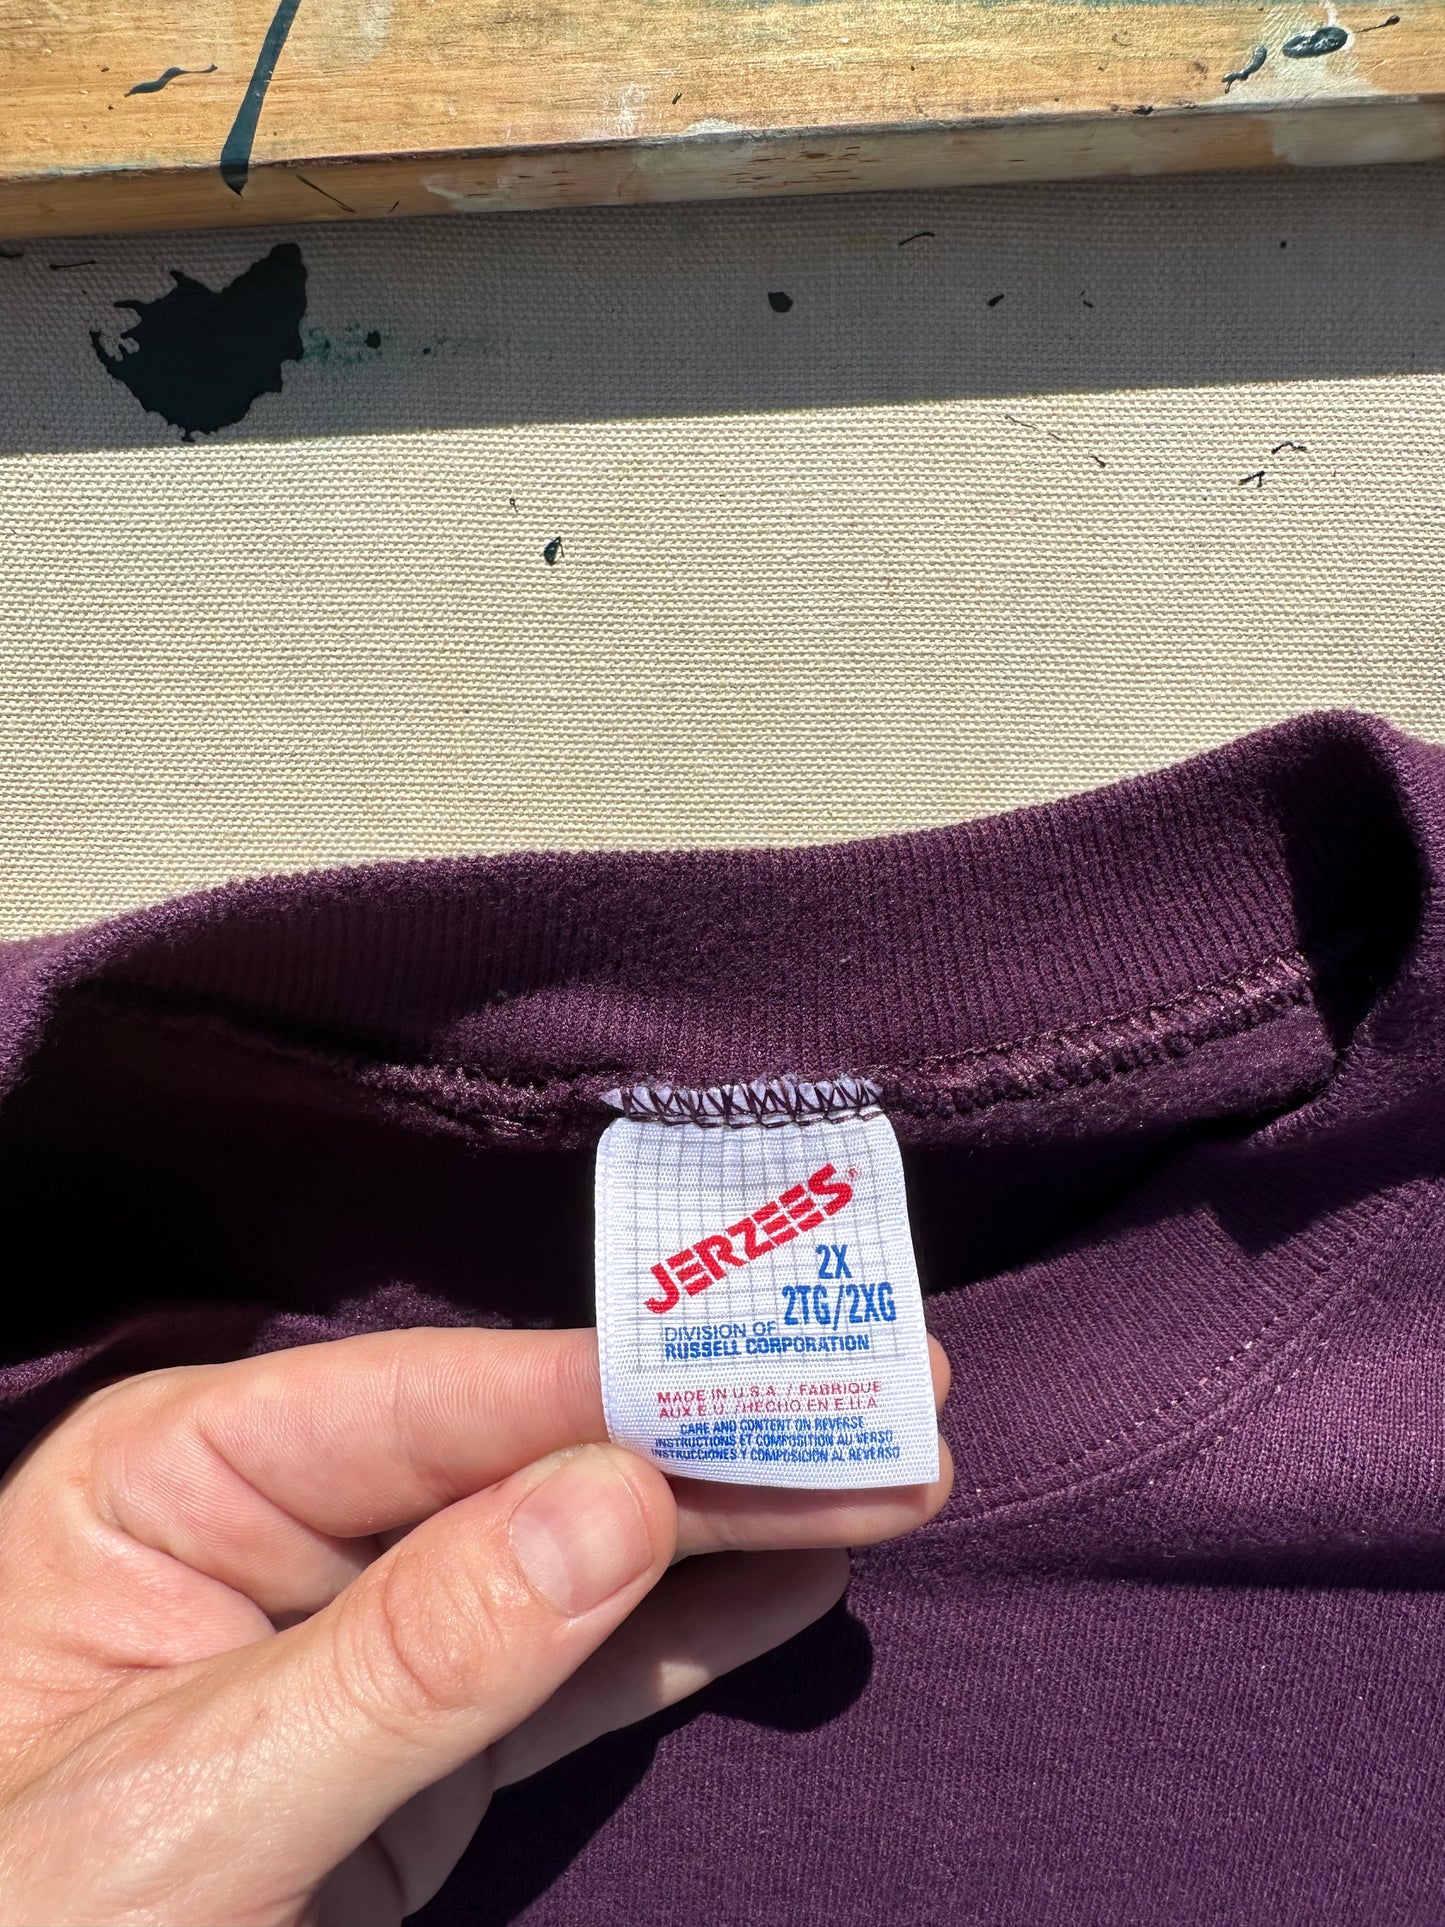 JERZEES®
2X
2TG/2XG
DIVISION OF
RUSSELL CORPORATION
MADE IN U.S.A. / FABRIQUE
AUX E.U. / HECHO EN E.U.A
CARE AND CONTENT ON REVERSE
INSTRUCTIONS ET COMPOSITION AU VERSO
INSTRUCCIONES Y COMPOSICION AL REVERSO